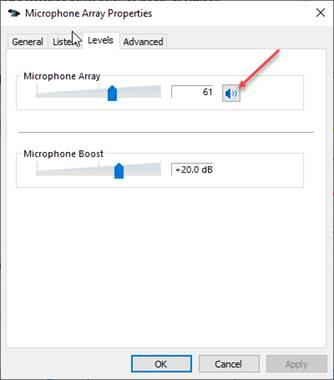 Microphone Array Properties
General Listen Levels Advanced
Microphone Array
61
Microphone Boost
+20.0 dB
OK Cancel Apply